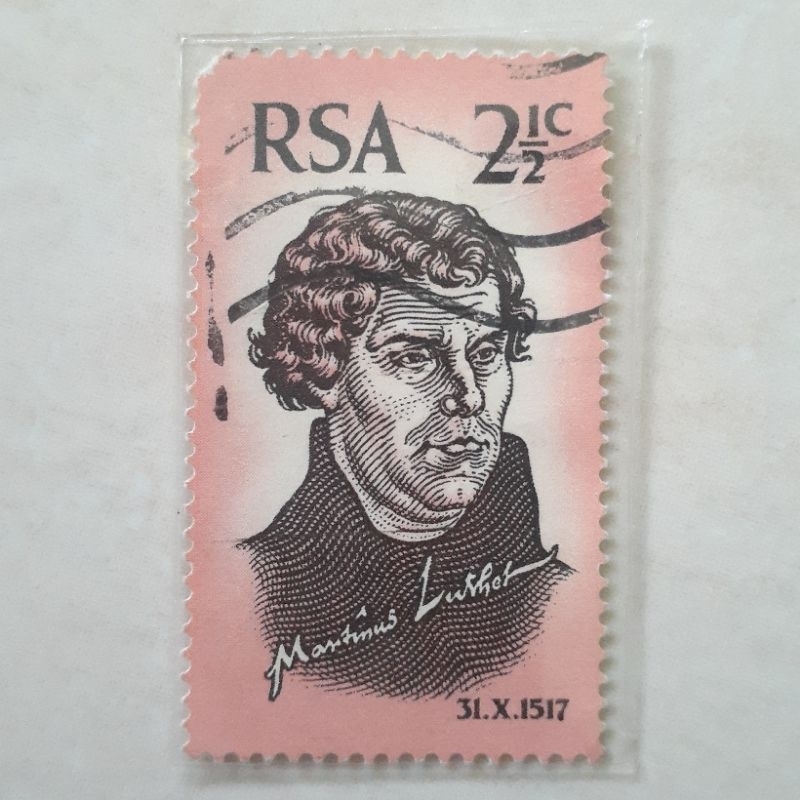 RSA 2½c
Martinus Luther
31.X.1517